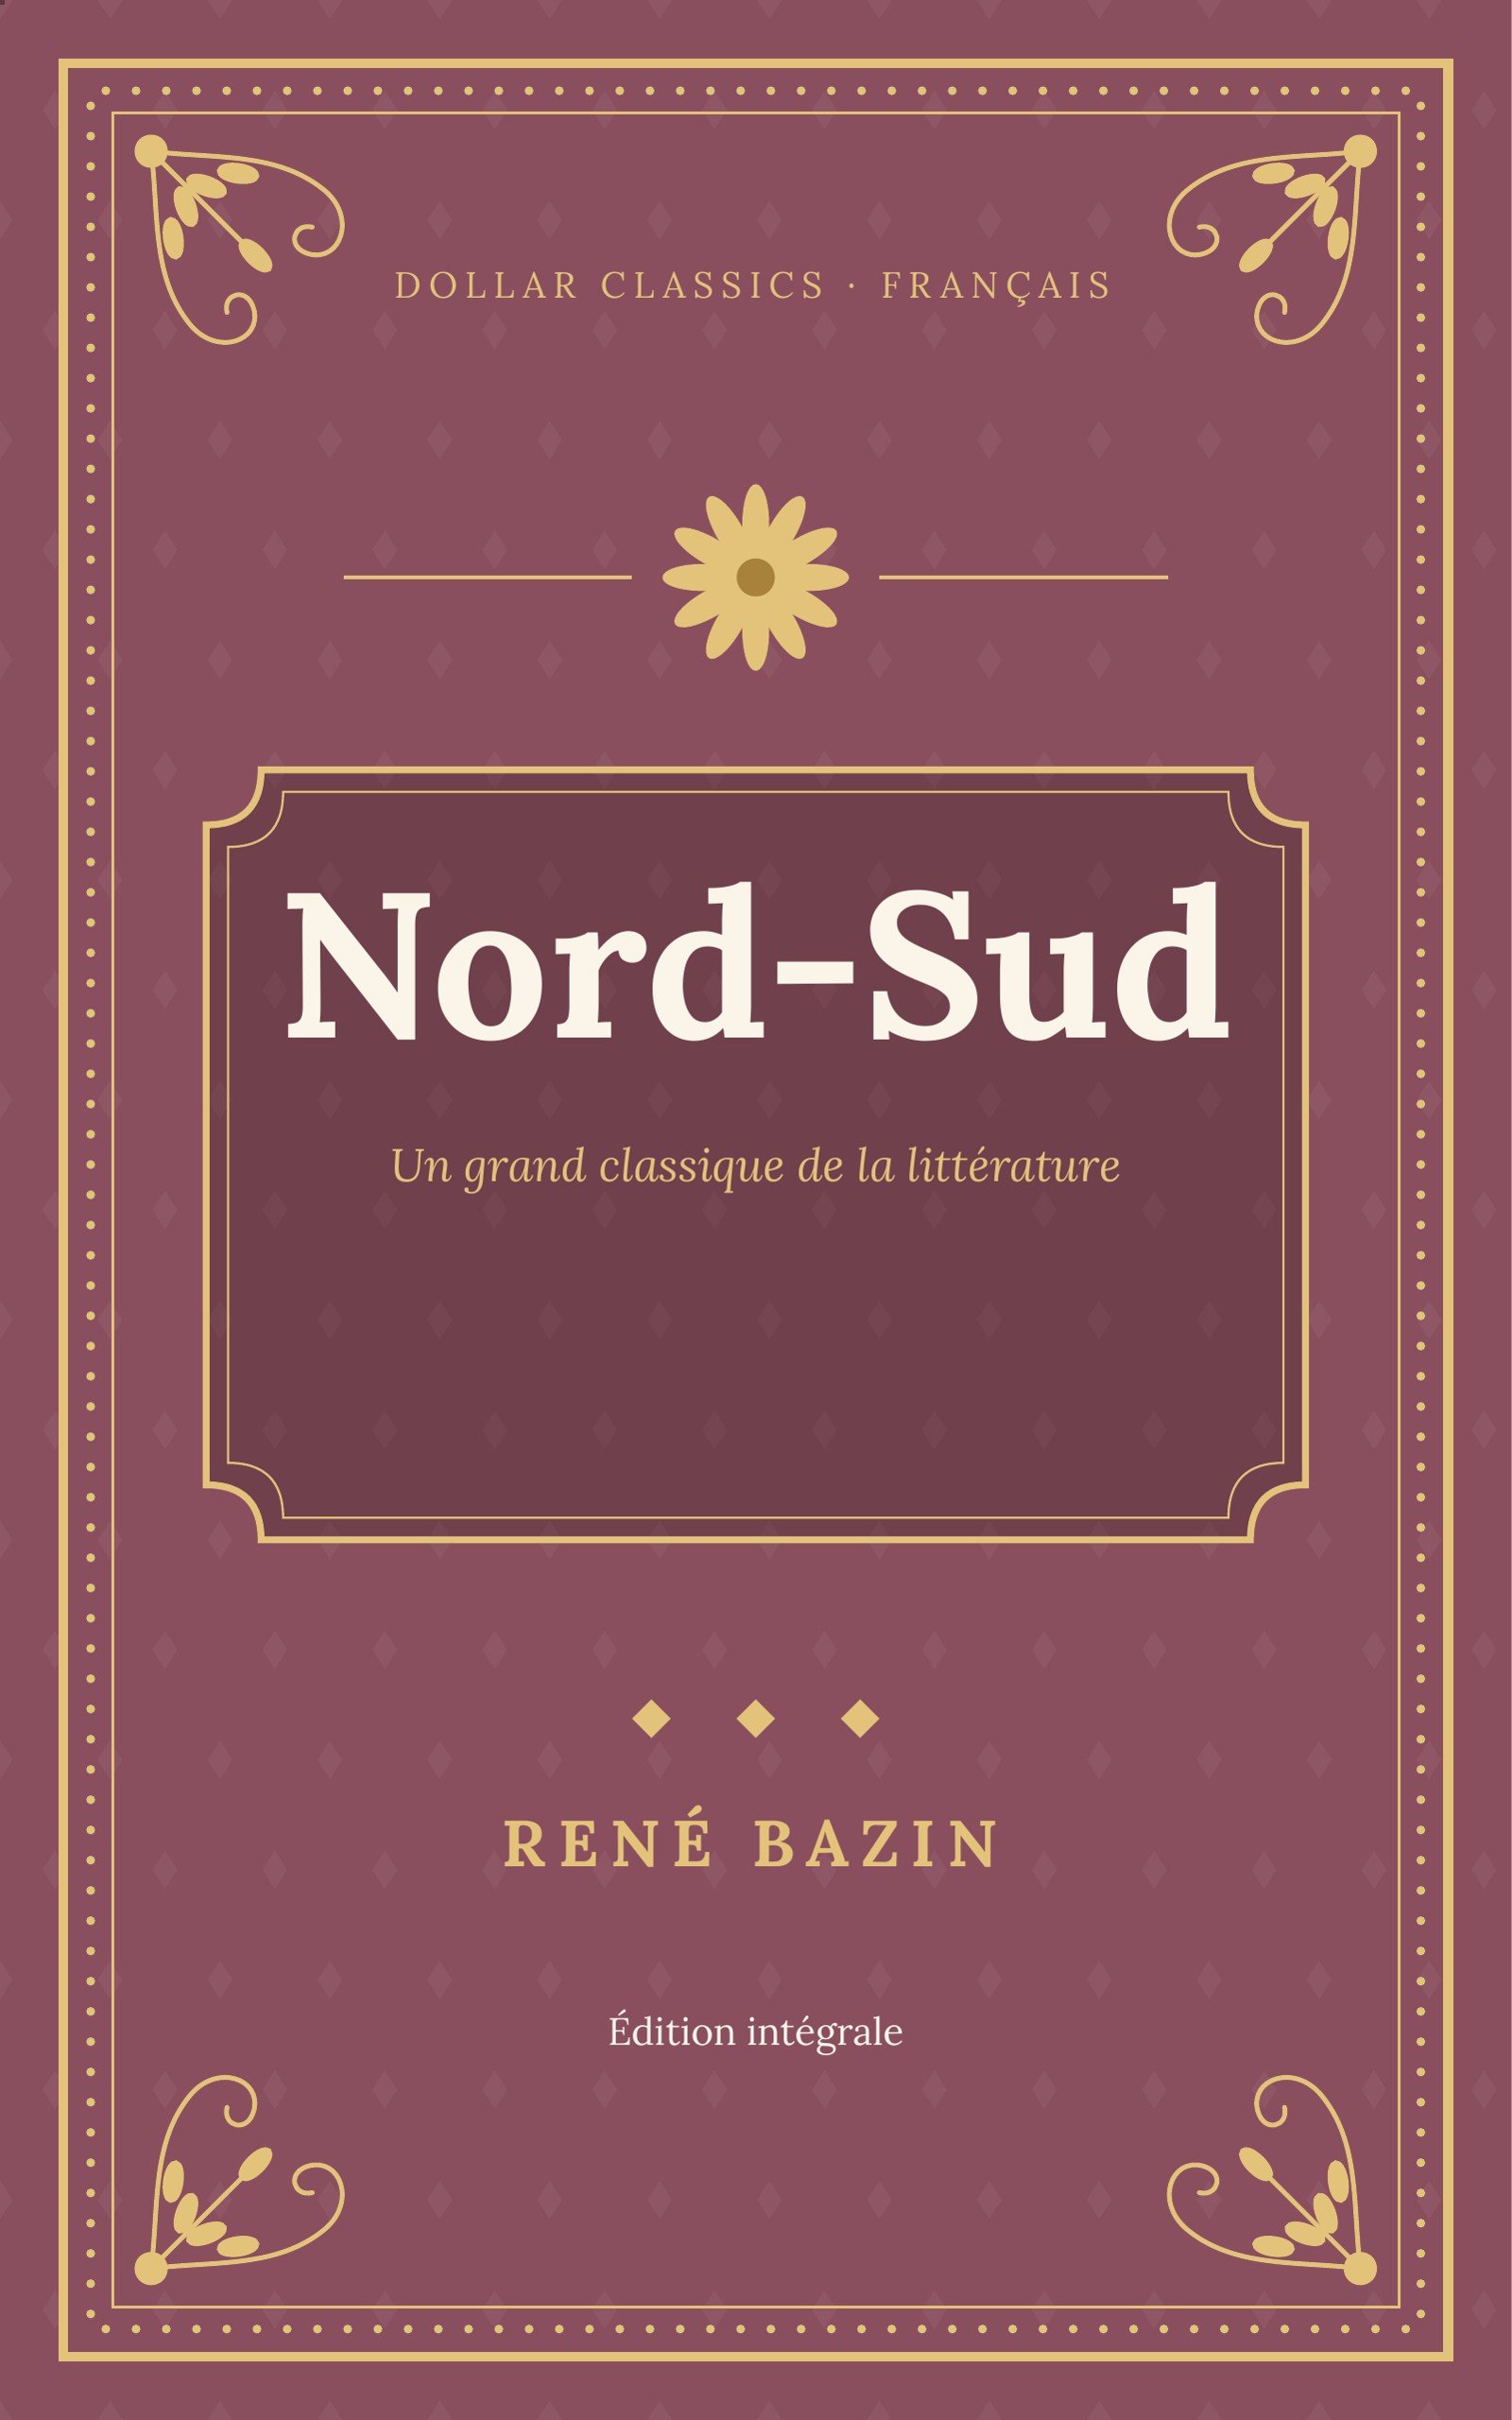 DOLLAR CLASSICS · FRANÇAIS
Nord-Sud
Un grand classique de la littérature
RENÉ BAZIN
Édition intégrale